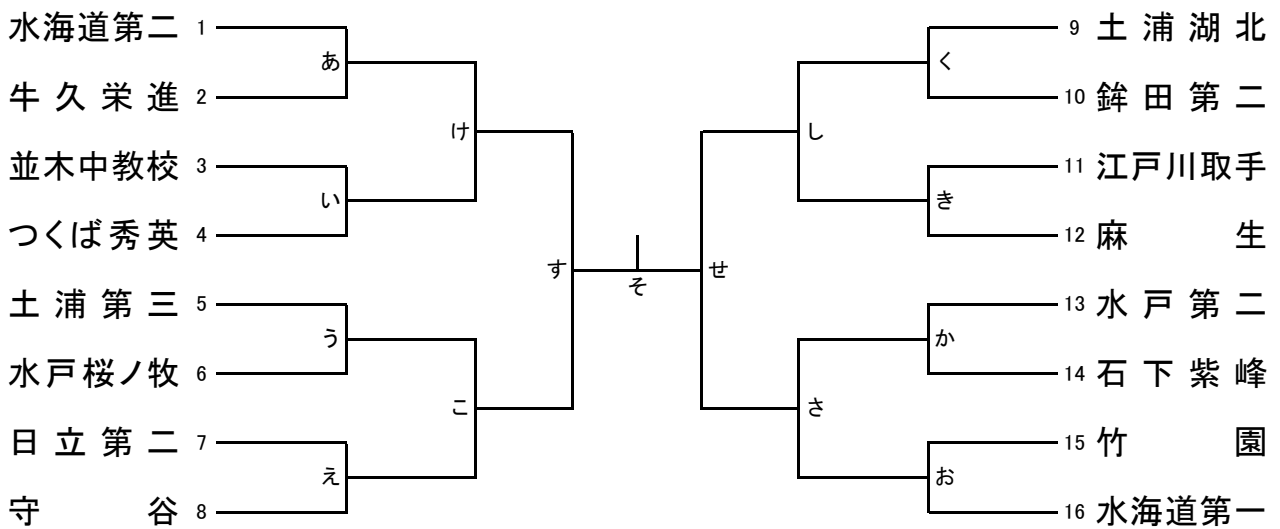 水海道第二 1
牛久栄進 2
並木中教校 3
つくば秀英 4
土浦第三 5
水戸桜ノ牧 6
日立第二 7
守谷 8
あ
い
う
え
け
こ
す
そ
せ
し
さ
く
き
か
お
9 土浦湖北
10 鉾田第二
11 江戸川取手
12 麻生
13 水戸第二
14 石下紫峰
15 竹園
16 水海道第一